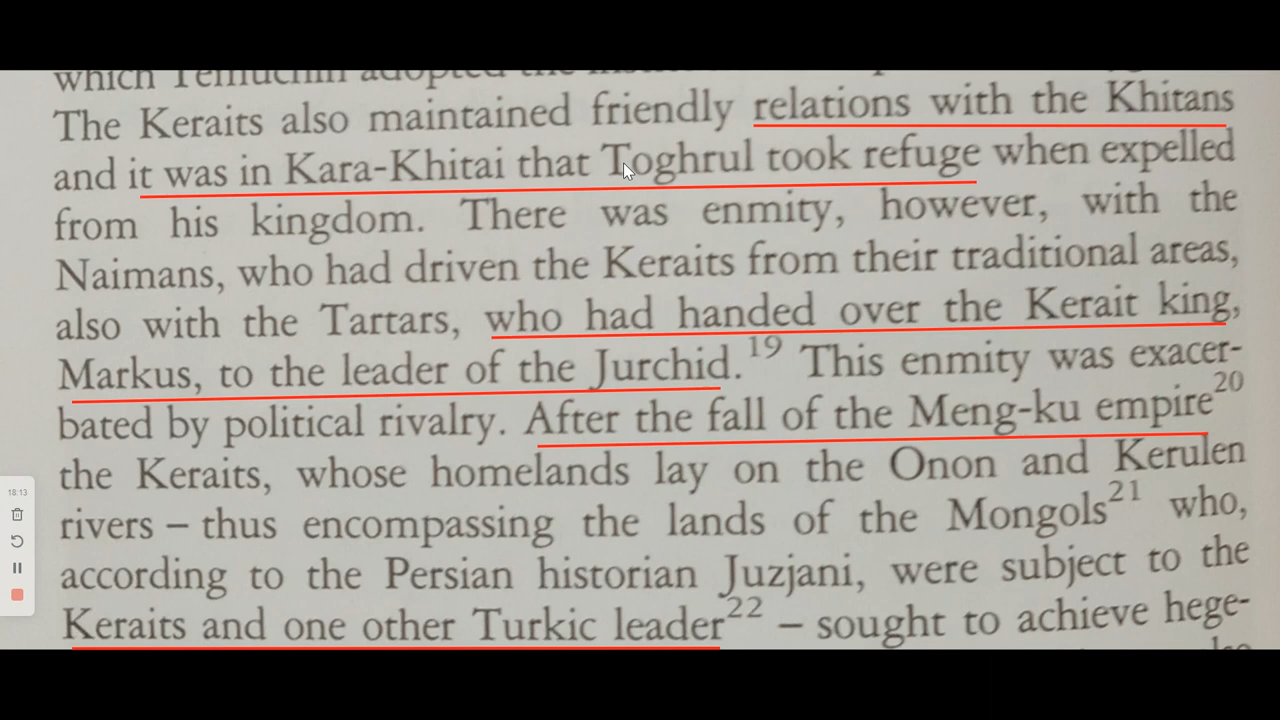 which Temuchin adopted the
The Keraits also maintained friendly relations with the Khitans
and it was in Kara-Khitai that Toghrul took refuge when expelled
from his kingdom. There was enmity, however, with the
Naimans, who had driven the Keraits from their traditional areas,
also with the Tartars, who had handed over the Kerait king,
Markus, to the leader of the Jurchid.19 This enmity was exacer-
bated by political rivalry. After the fall of the Meng-ku empire20
the Keraits, whose homelands lay on the Onon and Kerulen
rivers – thus encompassing the lands of the Mongols21 who,
according to the Persian historian Juzjani, were subject to the
Keraits and one other Turkic leader22 – sought to achieve hege-
18:13